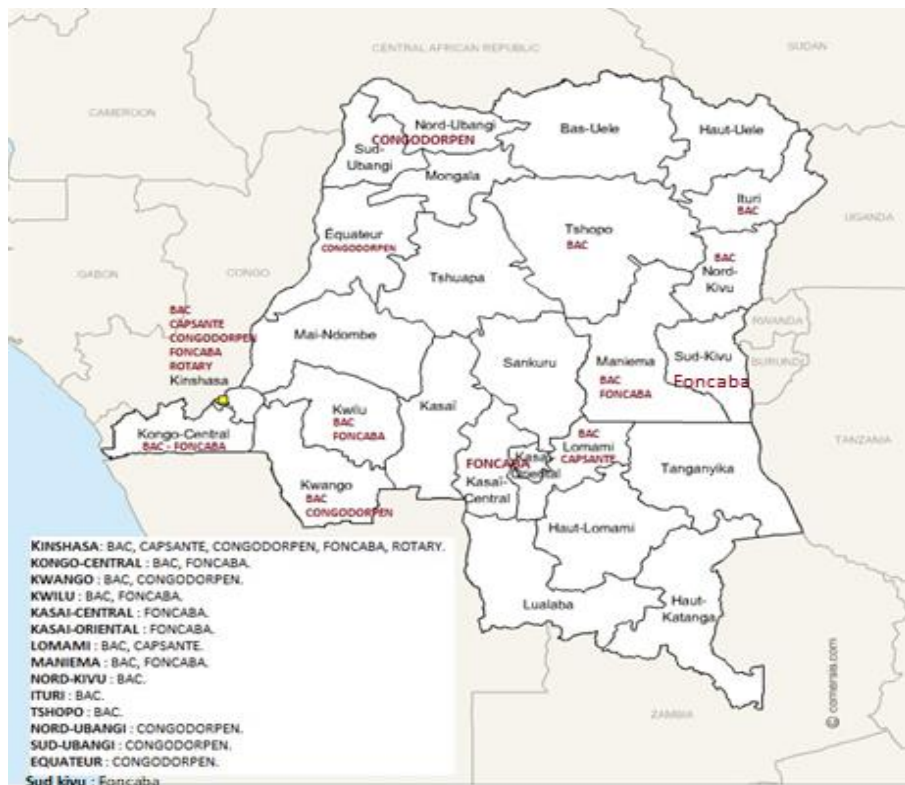 CENTRAL AFRICAN REPUBLIC
SUDAN
CAMEROON
Nord-Ubangi
CONGODORPEN
Sud-
Ubangi
Mongala
Bas-Uele
Haut-Uele
Ituri
BAC
UGANDA
Équateur
CONGODORPEN
Tshopo
BAC
BAC
Nord-
Kivu
GABON
CONGO
Tshuapa
BAC
CAPSANTE
CONGODORPEN
FONCABA
ROTARY
Kinshasa
Mai-Ndombe
Sankuru
Maniema
BAC
FONCABA
Sud-Kivu
Foncaba
RWANDA
BURUNDI
Kongo-Central
BAC - FONCABA
Kwilu
BAC
FONCABA
Kasaï
BAC
Lomami
CAPSANTE
FONCABA
Kasaï-
Oriental
Kasaï-
Central
Tanganyika
TANZANIA
Kwango
BAC
CONGODORPEN
Haut-Lomami
Lualaba
Haut-
Katanga
ZAMBIA
© comersis.com
KINSHASA: BAC, CAPSANTE, CONGODORPEN, FONCABA, ROTARY.
KONGO-CENTRAL : BAC, FONCABA.
KWANGO : BAC, CONGODORPEN.
KWILU : BAC, FONCABA.
KASAI-CENTRAL : FONCABA.
KASAI-ORIENTAL : FONCABA.
LOMAMI : BAC, CAPSANTE.
MANIEMA : BAC, FONCABA.
NORD-KIVU : BAC.
ITURI : BAC.
TSHOPO : BAC.
NORD-UBANGI : CONGODORPEN.
SUD-UBANGI : CONGODORPEN.
EQUATEUR : CONGODORPEN.
Sud kivu : Foncaba